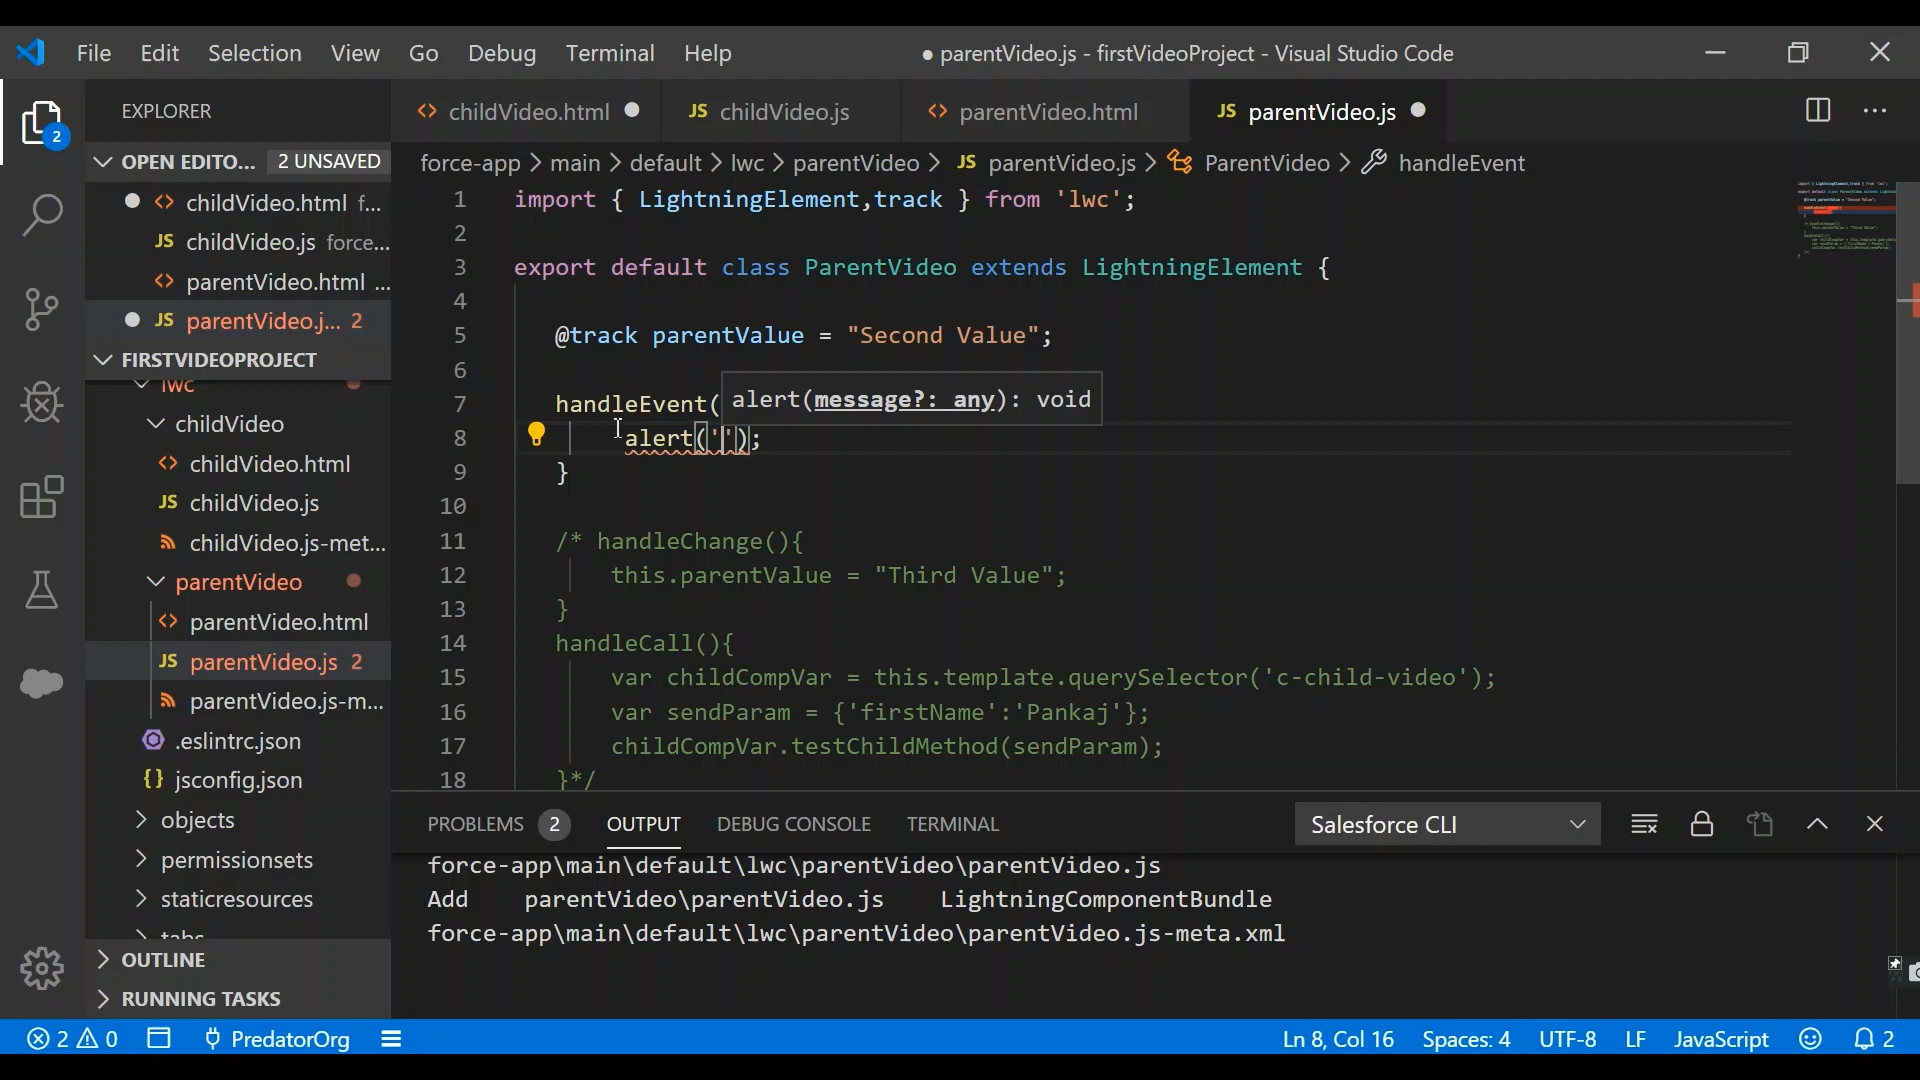 File Edit Selection View Go Debug Terminal Help ● parentVideo.js - firstVideoProject - Visual Studio Code
EXPLORER
childVideo.html JS childVideo.js parentVideo.html JS parentVideo.js
OPEN EDITO... 2 UNSAVED
force-app > main > default > lwc > parentVideo > JS parentVideo.js > ParentVideo > handleEvent
childVideo.html f...
JS childVideo.js force...
parentVideo.html ...
JS parentVideo.j... 2
FIRSTVIDEOPROJECT
lwc
childVideo
childVideo.html
JS childVideo.js
childVideo.js-met...
parentVideo
parentVideo.html
JS parentVideo.js 2
parentVideo.js-m...
.eslintrc.json
{} jsconfig.json
objects
permissionsets
staticresources
tabs
OUTLINE
RUNNING TASKS
2
1 import { LightningElement,track } from 'lwc';
2
3 export default class ParentVideo extends LightningElement {
4
5 @track parentValue = "Second Value";
6
7 handleEvent(
alert(message?: any): void
8 alert('');
9 }
10
11 /* handleChange(){
12 this.parentValue = "Third Value";
13 }
14 handleCall(){
15 var childCompVar = this.template.querySelector('c-child-video');
16 var sendParam = {'firstName':'Pankaj'};
17 childCompVar.testChildMethod(sendParam);
18 }*/
PROBLEMS 2 OUTPUT DEBUG CONSOLE TERMINAL Salesforce CLI
force-app\main\default\lwc\parentVideo\parentVideo.js
Add parentVideo\parentVideo.js LightningComponentBundle
force-app\main\default\lwc\parentVideo\parentVideo.js-meta.xml
2 0 PredatorOrg Ln 8, Col 16 Spaces: 4 UTF-8 LF JavaScript 2